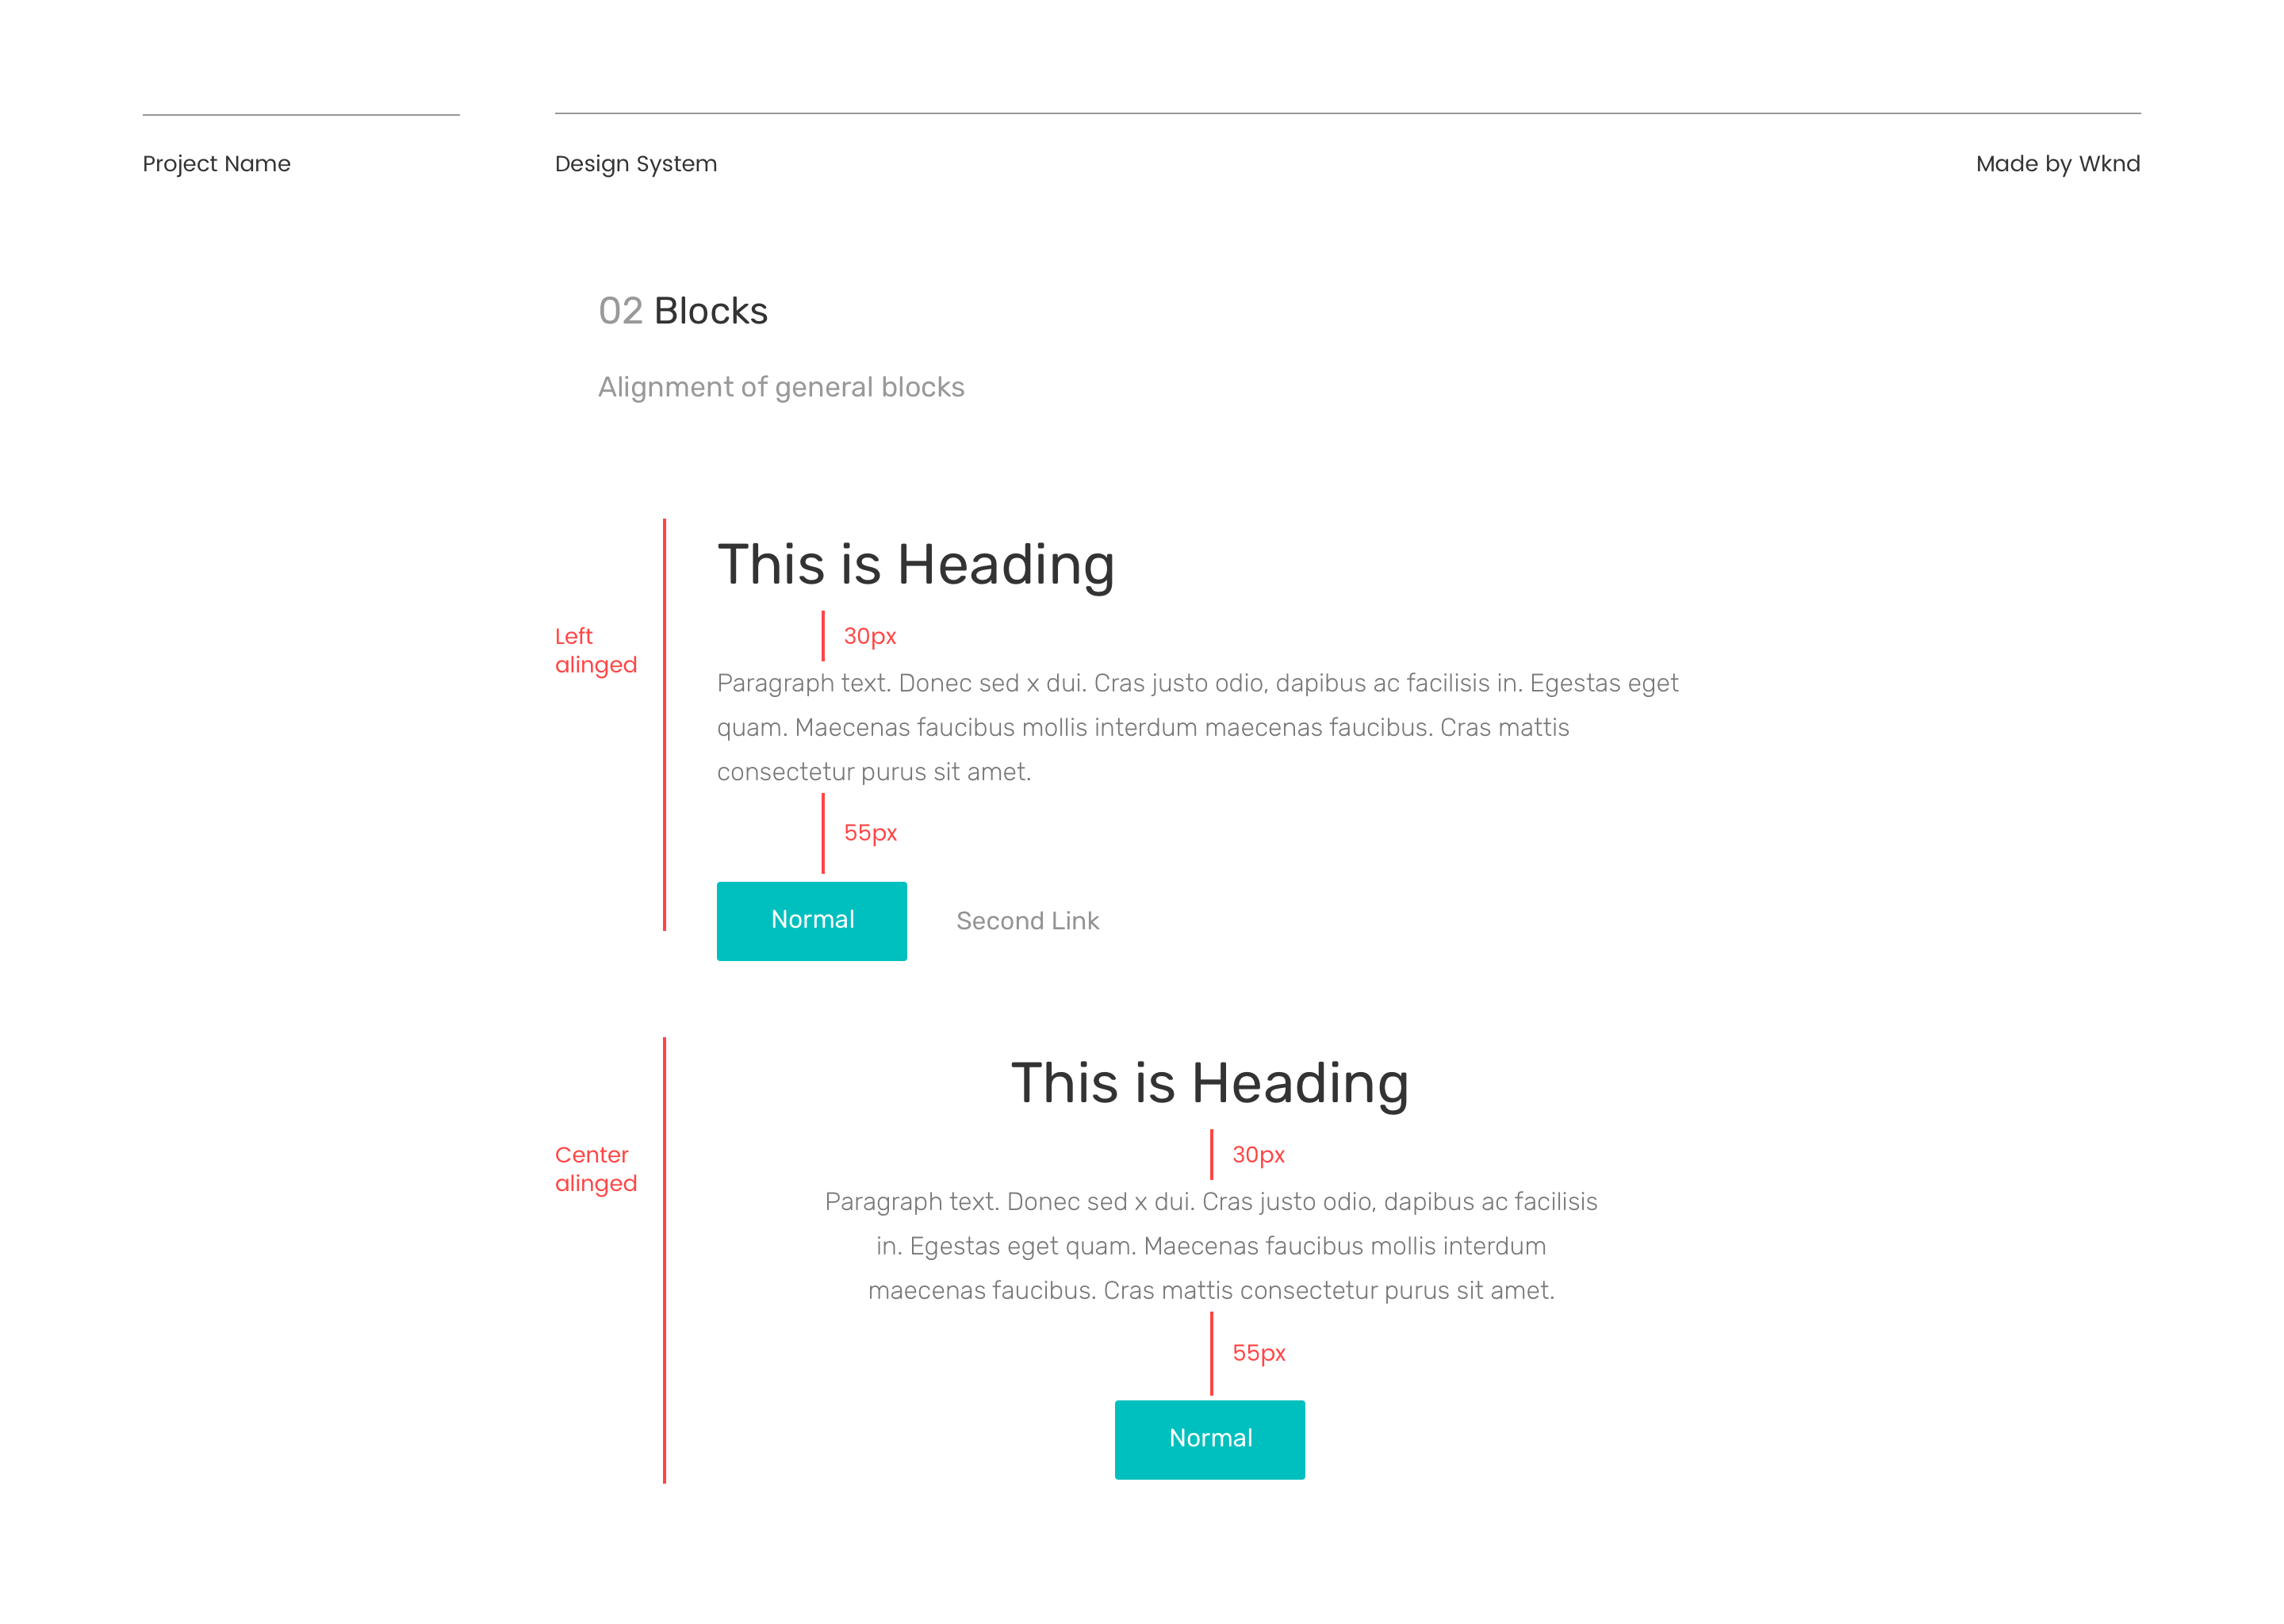 Project Name
Design System
Made by Wknd
02 Blocks
Alignment of general blocks
Left
alinged
This is Heading
30px
Paragraph text. Donec sed x dui. Cras justo odio, dapibus ac facilisis in. Egestas eget
quam. Maecenas faucibus mollis interdum maecenas faucibus. Cras mattis
consectetur purus sit amet.
55px
Normal
Second Link
Center
alinged
This is Heading
30px
Paragraph text. Donec sed x dui. Cras justo odio, dapibus ac facilisis
in. Egestas eget quam. Maecenas faucibus mollis interdum
maecenas faucibus. Cras mattis consectetur purus sit amet.
55px
Normal